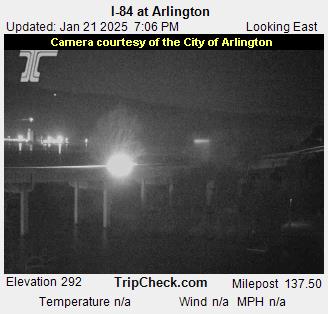 I-84 at Arlington
Updated: Jan 21 2025 7:06 PM Looking East
Camera courtesy of the City of Arlington
Elevation 292 TripCheck.com Milepost 137.50
Temperature n/a Wind n/a MPH n/a